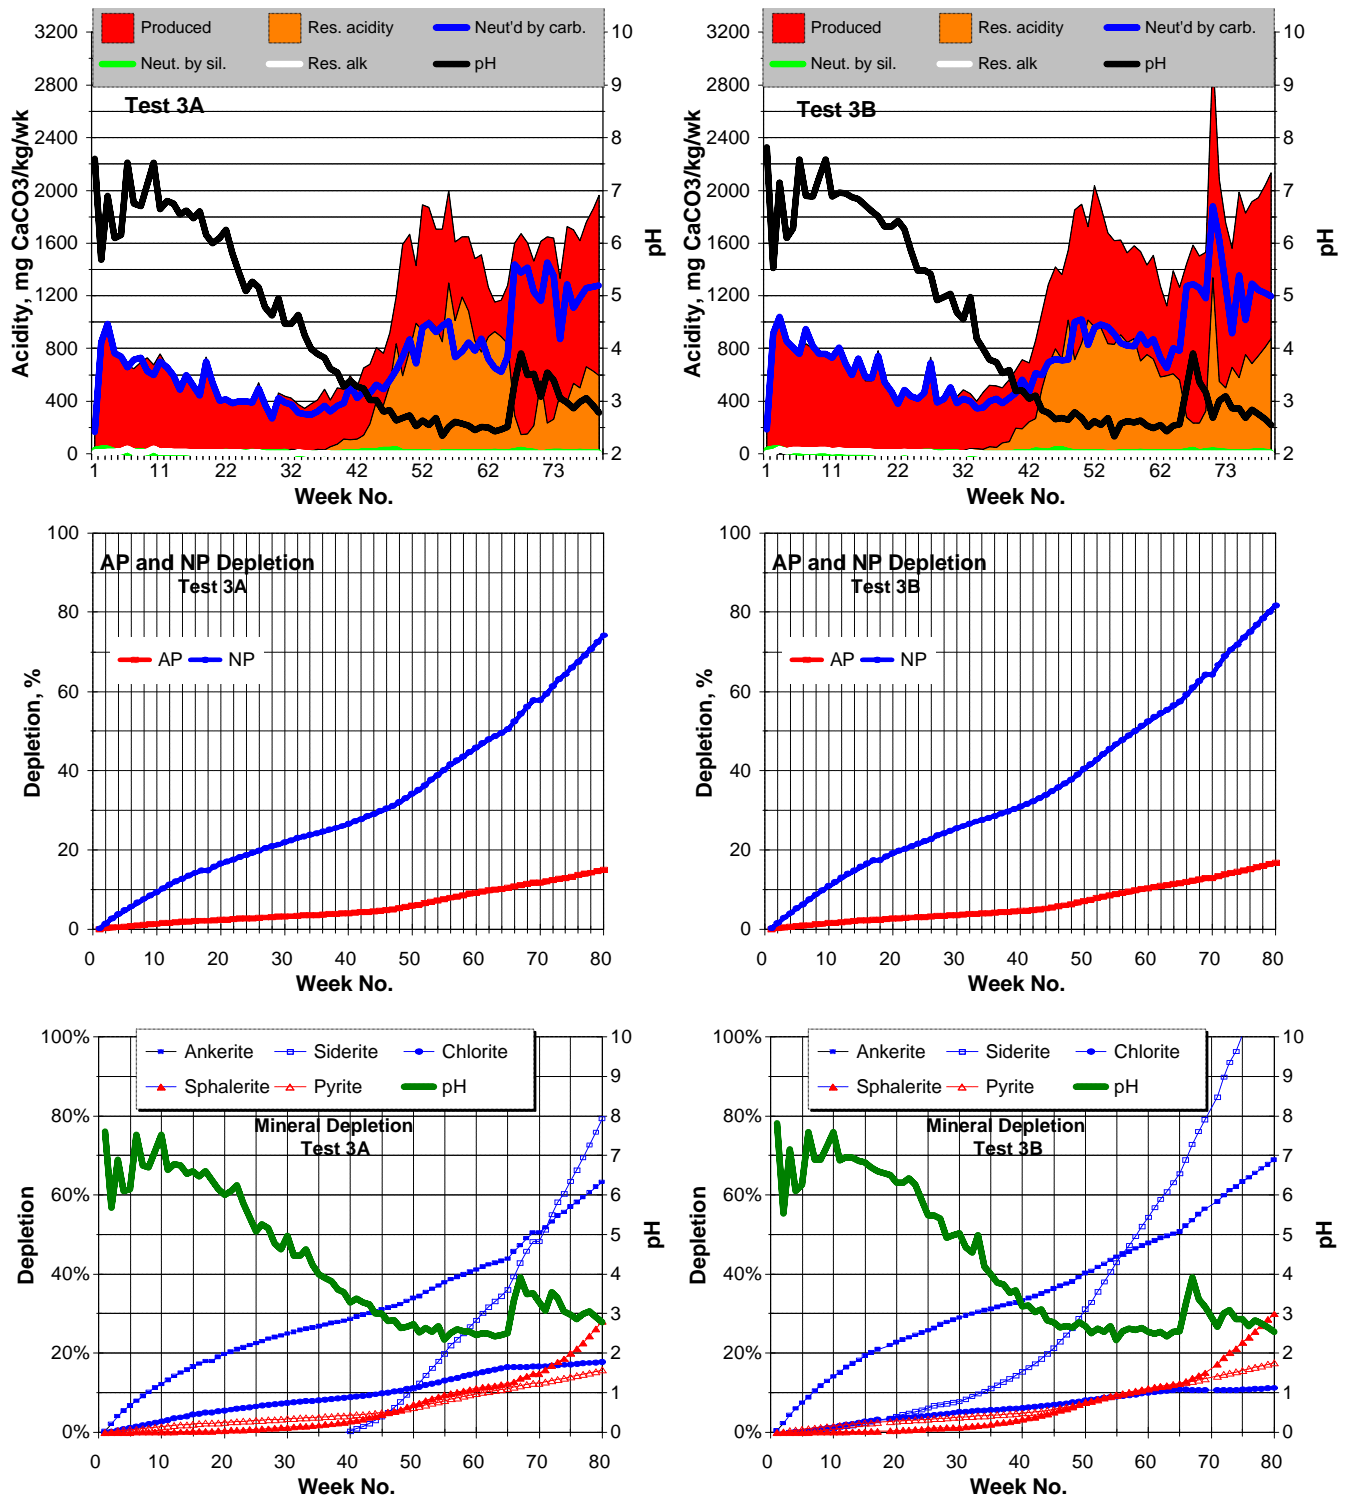 Produced Res. acidity Neut'd by carb.
Neut. by sil. Res. alk pH
Test 3A
Acidity, mg CaCO3/kg/wk
3200
2800
2400
2000
1600
1200
800
400
0
10
9
8
7
6
5
4
3
2
pH
1 11 22 32 42 52 62 73
Week No.
Produced Res. acidity Neut'd by carb.
Neut. by sil. Res. alk pH
Test 3B
Acidity, mg CaCO3/kg/wk
3200
2800
2400
2000
1600
1200
800
400
0
10
9
8
7
6
5
4
3
2
pH
1 11 22 32 42 52 62 73
Week No.
AP and NP Depletion
Test 3A
AP NP
Depletion, %
100
80
60
40
20
0
0 10 20 30 40 50 60 70 80
Week No.
AP and NP Depletion
Test 3B
AP NP
Depletion, %
100
80
60
40
20
0
0 10 20 30 40 50 60 70 80
Week No.
Ankerite Siderite Chlorite
Sphalerite Pyrite pH
Mineral Depletion
Test 3A
Depletion
100%
80%
60%
40%
20%
0%
10
9
8
7
6
5
4
3
2
1
0
pH
0 10 20 30 40 50 60 70 80
Week No.
Ankerite Siderite Chlorite
Sphalerite Pyrite pH
Mineral Depletion
Test 3B
Depletion
100%
80%
60%
40%
20%
0%
10
9
8
7
6
5
4
3
2
1
0
pH
0 10 20 30 40 50 60 70 80
Week No.